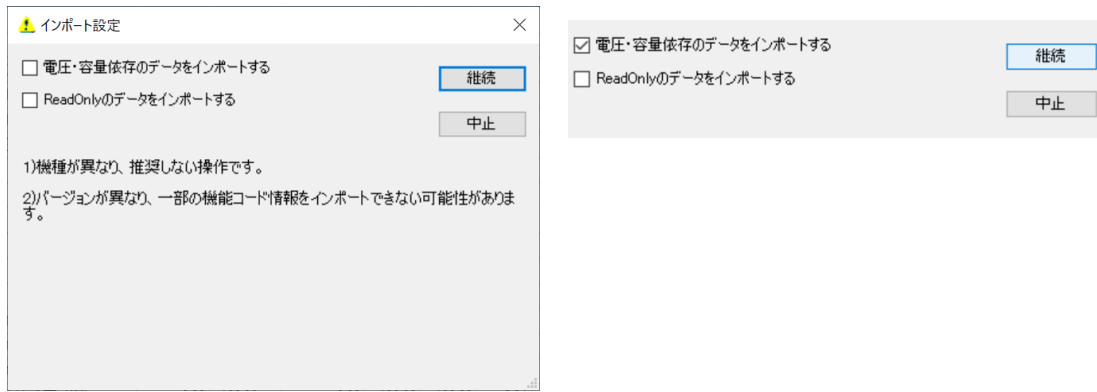 インポート設定
電圧・容量依存のデータをインポートする
継続
ReadOnlyのデータをインポートする
中止
1)機種が異なり、推奨しない操作です。
2)バージョンが異なり、一部の機能コード情報をインポートできない可能性がありま
す。
電圧・容量依存のデータをインポートする
継続
ReadOnlyのデータをインポートする
中止